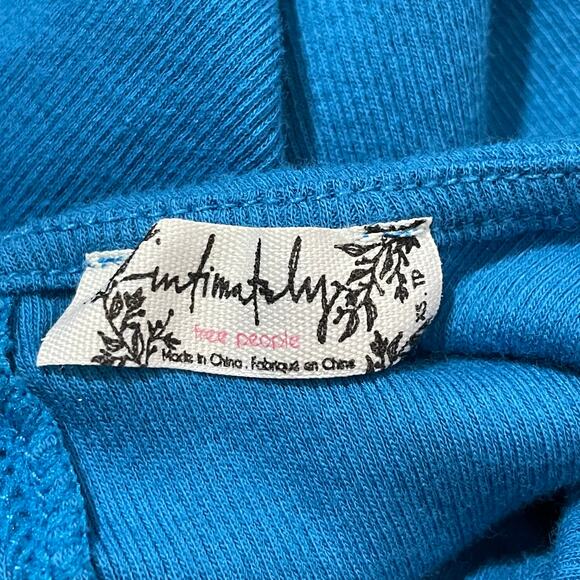 intimately
free people
Made in China . Fabriqué en Chine
XS TP